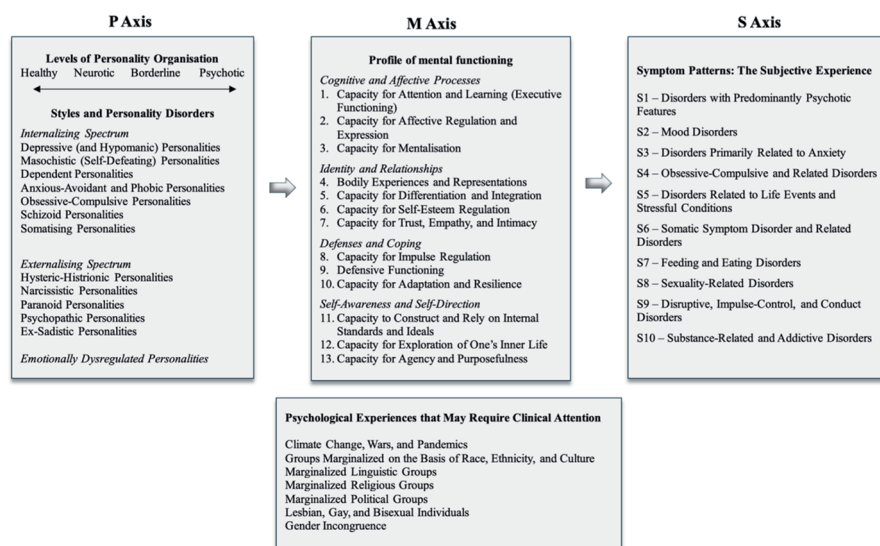 P Axis
Levels of Personality Organisation
Healthy Neurotic Borderline Psychotic
Styles and Personality Disorders
Internalizing Spectrum
Depressive (and Hypomanic) Personalities
Masochistic (Self-Defeating) Personalities
Dependent Personalities
Anxious-Avoidant and Phobic Personalities
Obsessive-Compulsive Personalities
Schizoid Personalities
Somatising Personalities
Externalising Spectrum
Hysteric-Histrionic Personalities
Narcissistic Personalities
Paranoid Personalities
Psychopathic Personalities
Ex-Sadistic Personalities
Emotionally Dysregulated Personalities
M Axis
Profile of mental functioning
Cognitive and Affective Processes
1. Capacity for Attention and Learning (Executive
Functioning)
2. Capacity for Affective Regulation and
Expression
3. Capacity for Mentalisation
Identity and Relationships
4. Bodily Experiences and Representations
5. Capacity for Differentiation and Integration
6. Capacity for Self-Esteem Regulation
7. Capacity for Trust, Empathy, and Intimacy
Defenses and Coping
8. Capacity for Impulse Regulation
9. Defensive Functioning
10. Capacity for Adaptation and Resilience
Self-Awareness and Self-Direction
11. Capacity to Construct and Rely on Internal
Standards and Ideals
12. Capacity for Exploration of One's Inner Life
13. Capacity for Agency and Purposefulness
S Axis
Symptom Patterns: The Subjective Experience
S1 – Disorders with Predominantly Psychotic
Features
S2 – Mood Disorders
S3 – Disorders Primarily Related to Anxiety
S4 – Obsessive-Compulsive and Related Disorders
S5 – Disorders Related to Life Events and
Stressful Conditions
S6 – Somatic Symptom Disorder and Related
Disorders
S7 – Feeding and Eating Disorders
S8 – Sexuality-Related Disorders
S9 – Disruptive, Impulse-Control, and Conduct
Disorders
S10 – Substance-Related and Addictive Disorders
Psychological Experiences that May Require Clinical Attention
Climate Change, Wars, and Pandemics
Groups Marginalized on the Basis of Race, Ethnicity, and Culture
Marginalized Linguistic Groups
Marginalized Religious Groups
Marginalized Political Groups
Lesbian, Gay, and Bisexual Individuals
Gender Incongruence